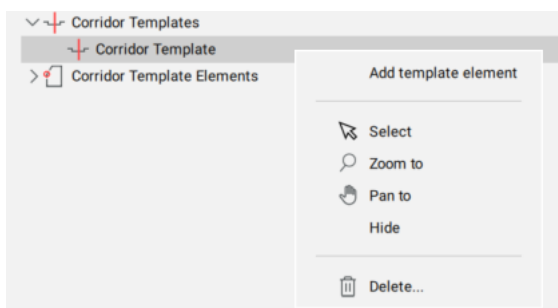 Corridor Templates
Corridor Template
Corridor Template Elements
Add template element
Select
Zoom to
Pan to
Hide
Delete...